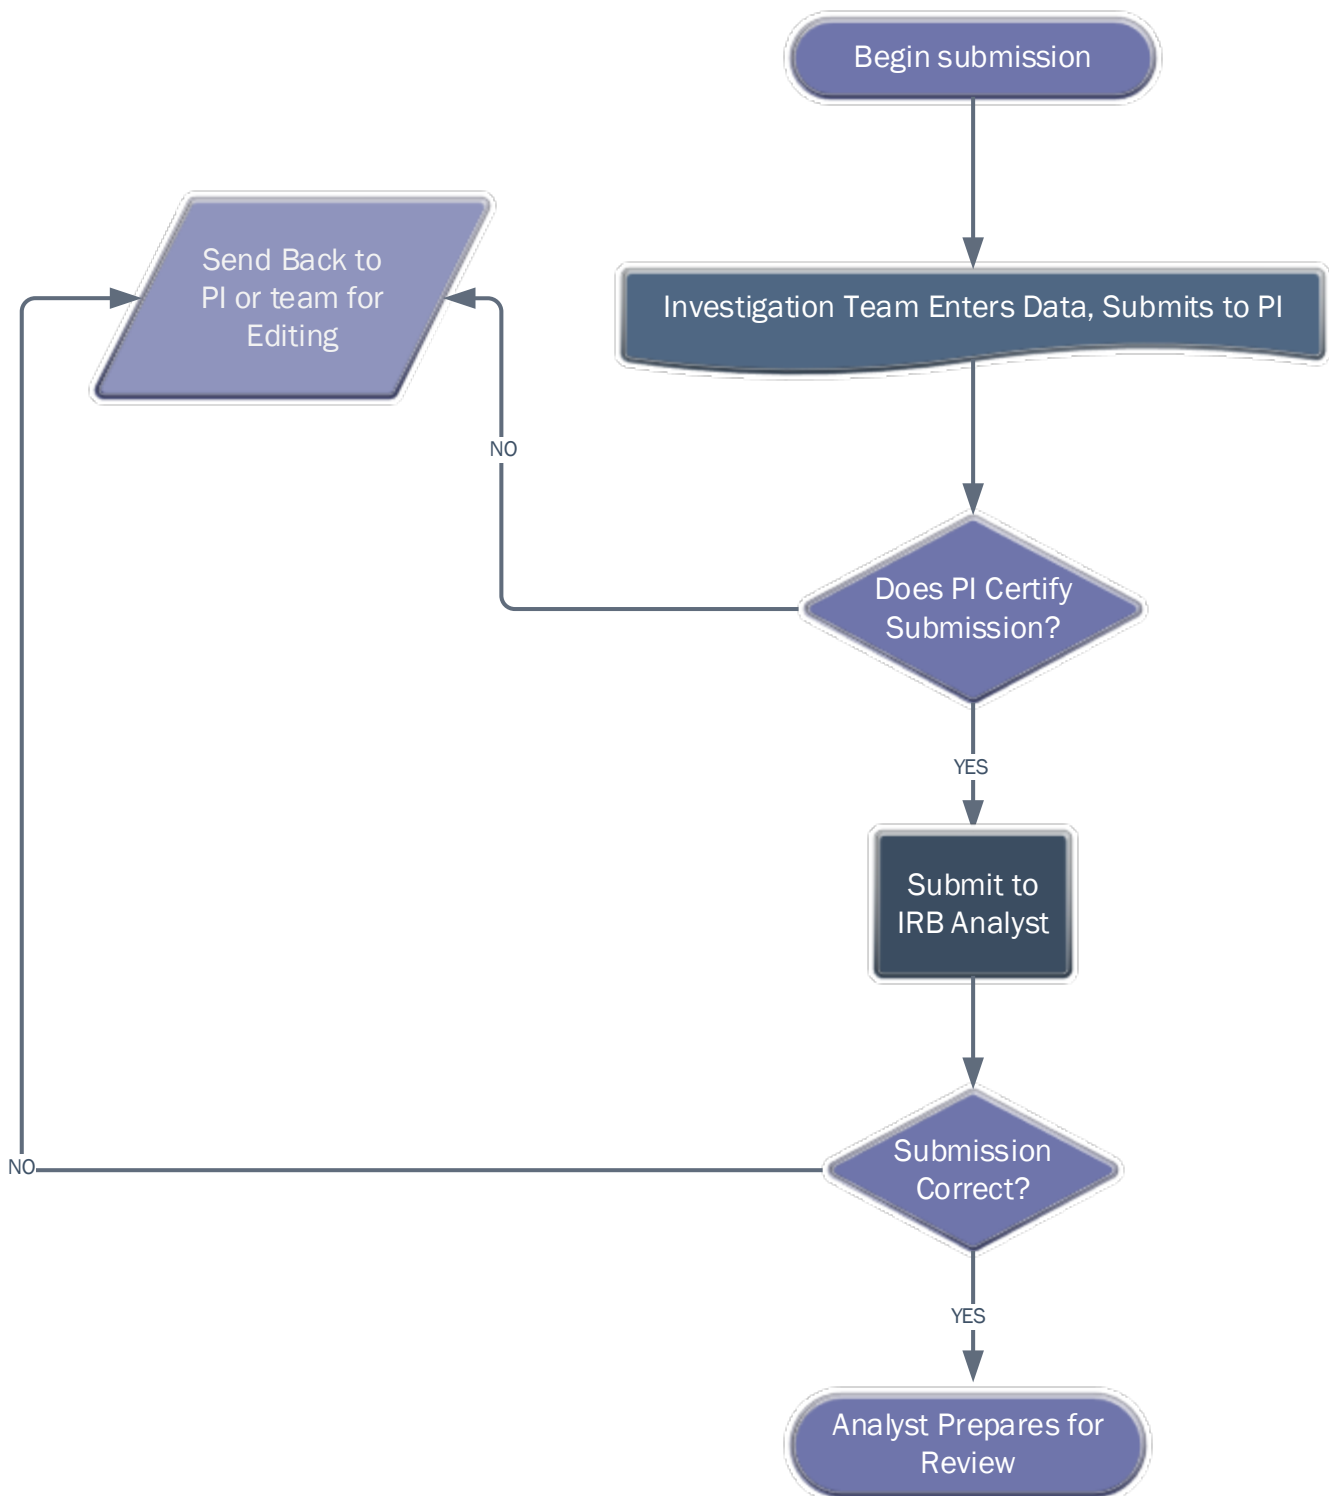 Begin submission
Send Back to
PI or team for
Editing
Investigation Team Enters Data, Submits to PI
NO
Does PI Certify
Submission?
YES
Submit to
IRB Analyst
Submission
Correct?
NO
YES
Analyst Prepares for
Review